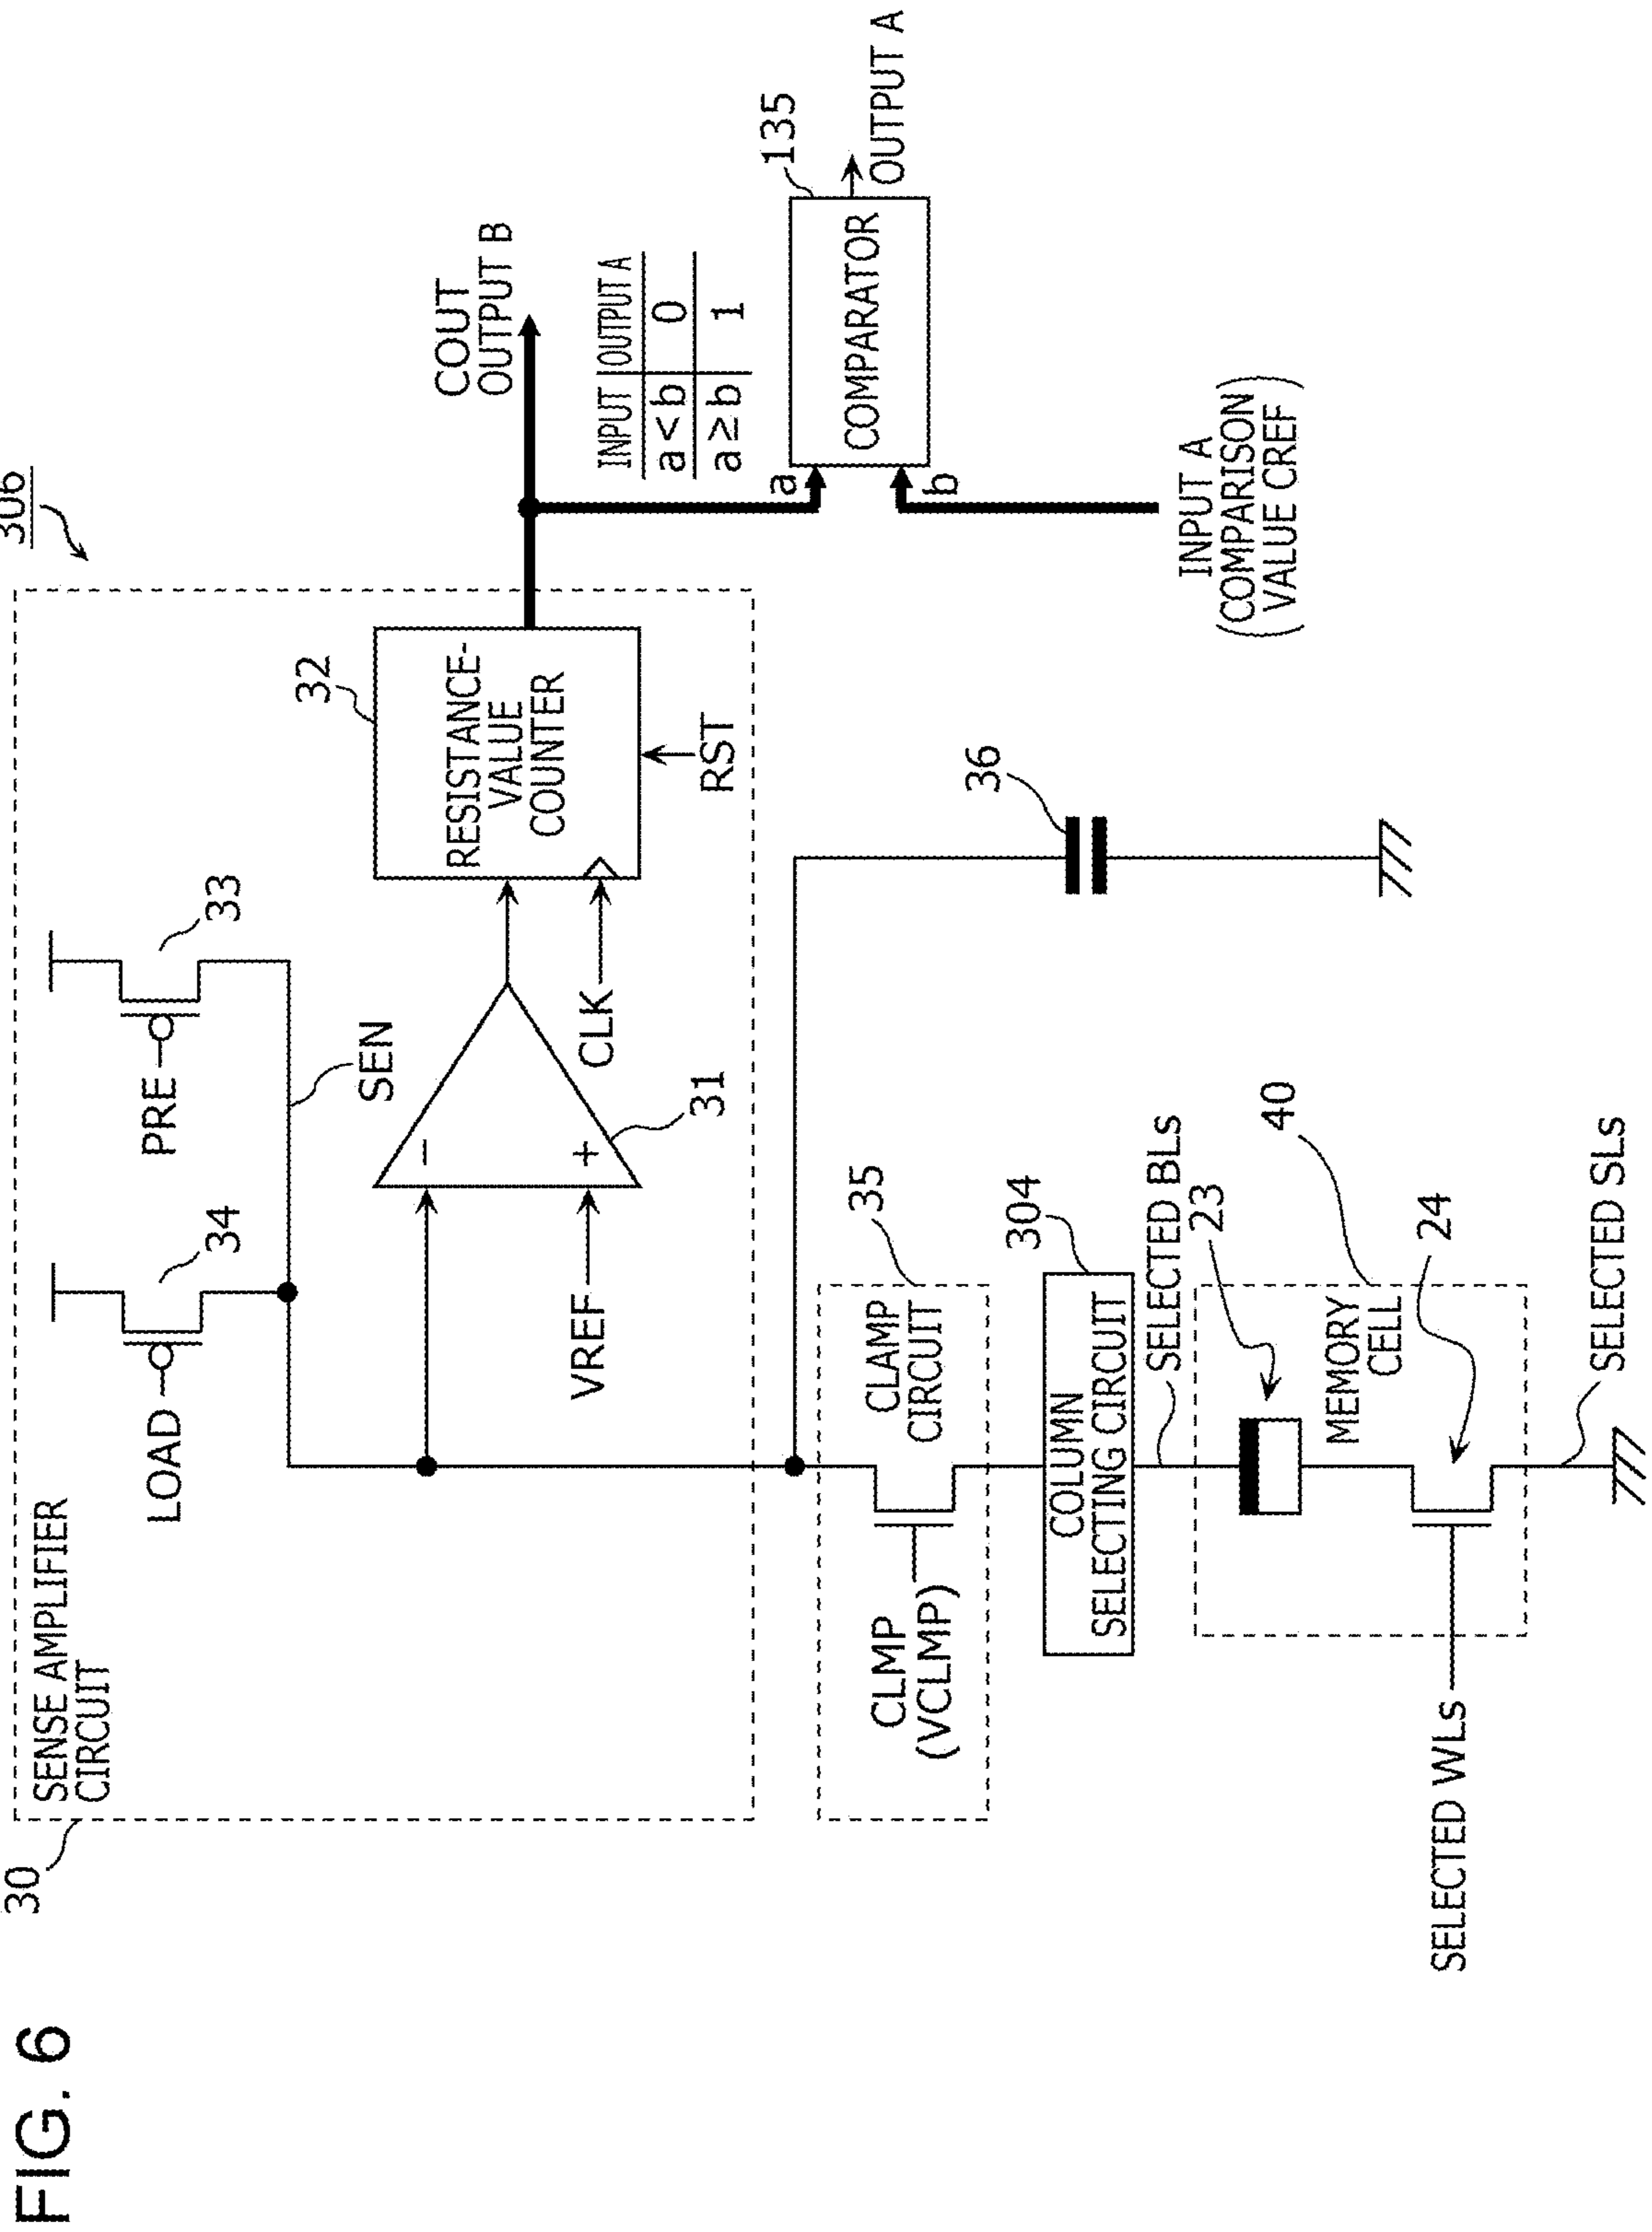 FIG. 6
30
SENSE AMPLIFIER
CIRCUIT
306
LOAD
34
PRE
33
SEN
VREF
−
+
31
CLK
32
RESISTANCE-
VALUE
COUNTER
RST
COUT
OUTPUT B
INPUT OUTPUT A
a<b 0
a≥b 1
a
b
COMPARATOR
135
OUTPUT A
INPUT A
(COMPARISON
VALUE CREF)
36
CLMP
(VCLMP)
CLAMP
CIRCUIT
35
COLUMN
SELECTING CIRCUIT
304
SELECTED BLs
23
MEMORY
CELL
40
24
SELECTED WLs
SELECTED SLs